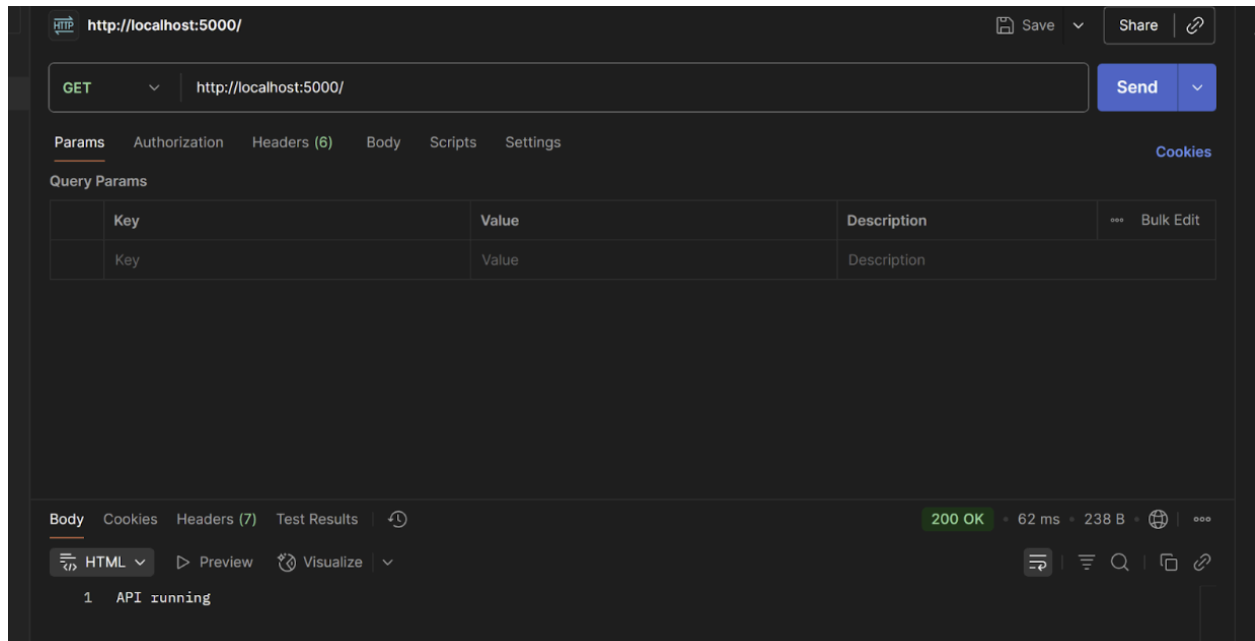 HTTP http://localhost:5000/ Save Share
GET http://localhost:5000/ Send
Params Authorization Headers (6) Body Scripts Settings Cookies
Query Params
Key Value Description Bulk Edit
Key Value Description
Body Cookies Headers (7) Test Results 200 OK 62 ms 238 B
HTML Preview Visualize
1 API running